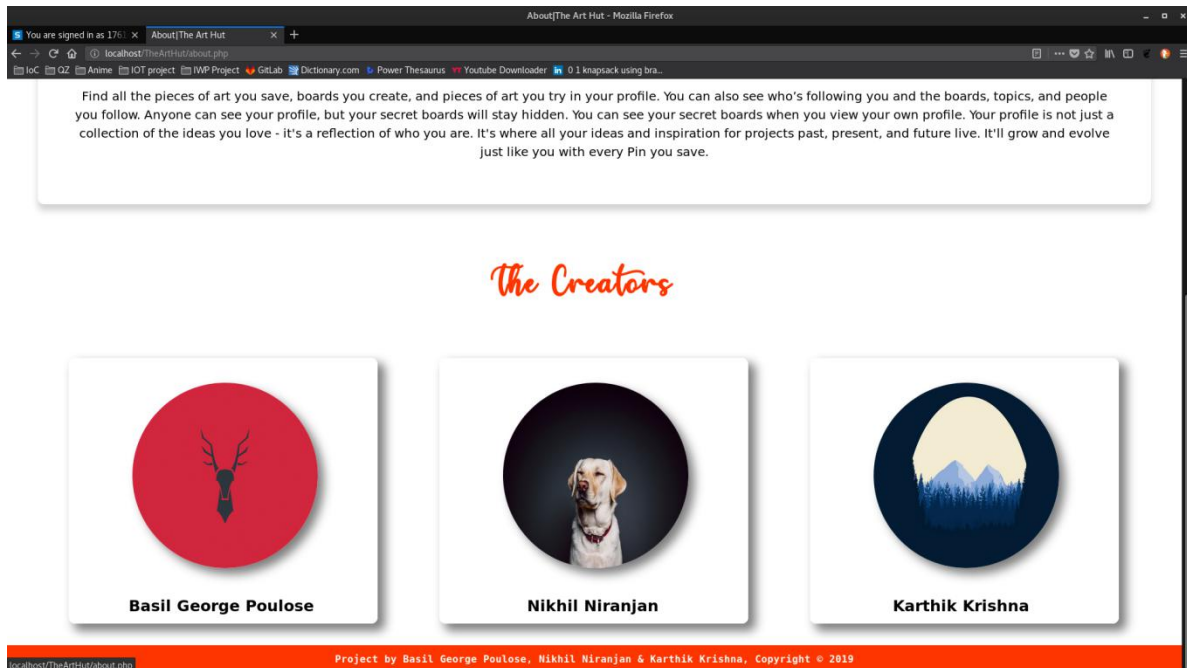 About|The Art Hut - Mozilla Firefox
You are signed in as 1761 About|The Art Hut
localhost/TheArtHut/about.php
IoC QZ Anime IOT project IWP Project GitLab Dictionary.com Power Thesaurus Youtube Downloader 0 1 knapsack using bra...
Find all the pieces of art you save, boards you create, and pieces of art you try in your profile. You can also see who's following you and the boards, topics, and people
you follow. Anyone can see your profile, but your secret boards will stay hidden. You can see your secret boards when you view your own profile. Your profile is not just a
collection of the ideas you love - it's a reflection of who you are. It's where all your ideas and inspiration for projects past, present, and future live. It'll grow and evolve
just like you with every Pin you save.
The Creators
Basil George Poulose
Nikhil Niranjan
Karthik Krishna
Project by Basil George Poulose, Nikhil Niranjan & Karthik Krishna, Copyright © 2019
localhost/TheArtHut/about.php